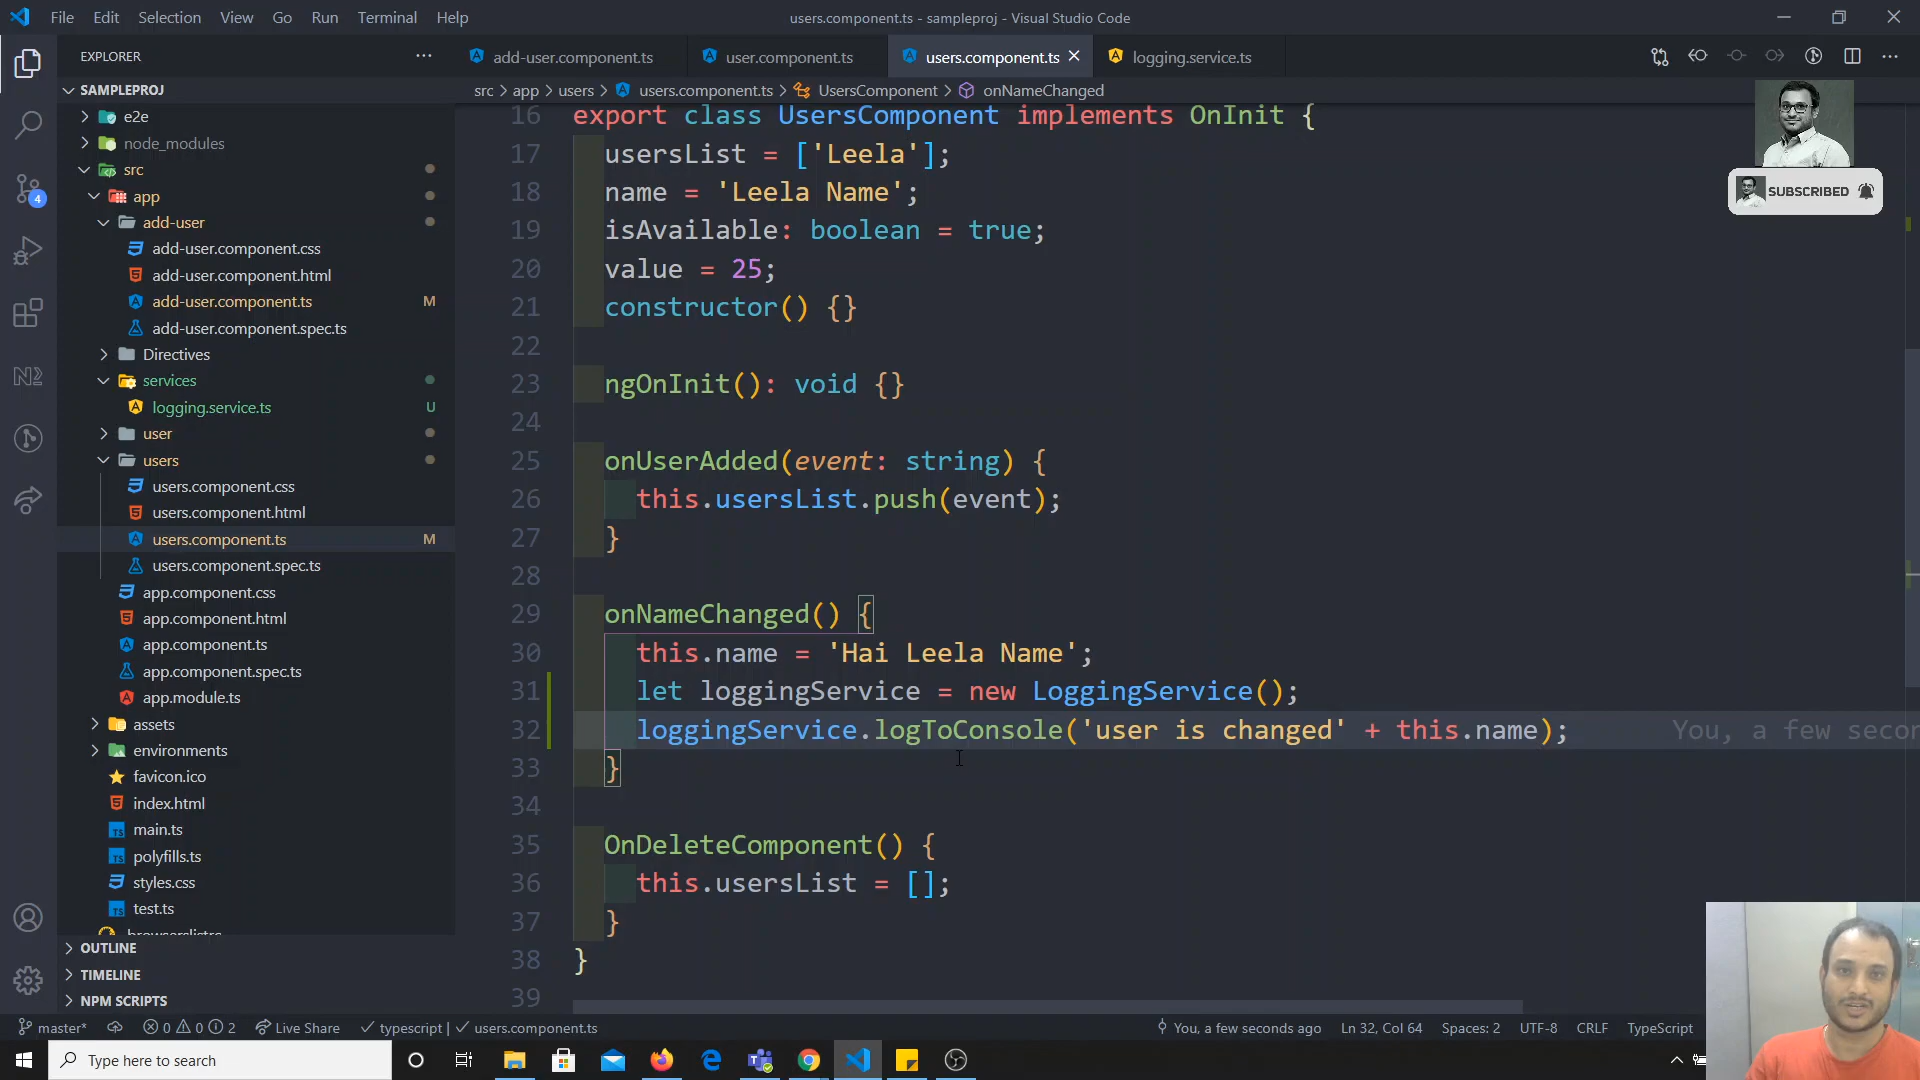 File Edit Selection View Go Run Terminal Help
users.component.ts - sampleproj - Visual Studio Code
EXPLORER
add-user.component.ts
user.component.ts
users.component.ts
logging.service.ts
SAMPLEPROJ
src > app > users > users.component.ts > UsersComponent > onNameChanged
e2e
node_modules
src
app
add-user
add-user.component.css
add-user.component.html
add-user.component.ts M
add-user.component.spec.ts
Directives
services
logging.service.ts U
user
users
users.component.css
users.component.html
users.component.ts M
users.component.spec.ts
app.component.css
app.component.html
app.component.ts
app.component.spec.ts
app.module.ts
assets
environments
favicon.ico
index.html
main.ts
polyfills.ts
styles.css
test.ts
OUTLINE
TIMELINE
NPM SCRIPTS
4
16 export class UsersComponent implements OnInit {
17 usersList = ['Leela'];
18 name = 'Leela Name';
19 isAvailable: boolean = true;
20 value = 25;
21 constructor() {}
22
23 ngOnInit(): void {}
24
25 onUserAdded(event: string) {
26 this.usersList.push(event);
27 }
28
29 onNameChanged() {
30 this.name = 'Hai Leela Name';
31 let loggingService = new LoggingService();
32 loggingService.logToConsole('user is changed' + this.name); You, a few secon
33 }
34
35 OnDeleteComponent() {
36 this.usersList = [];
37 }
38 }
39
SUBSCRIBED
master* 0 0 2 Live Share typescript | users.component.ts
You, a few seconds ago Ln 32, Col 64 Spaces: 2 UTF-8 CRLF TypeScript
Type here to search